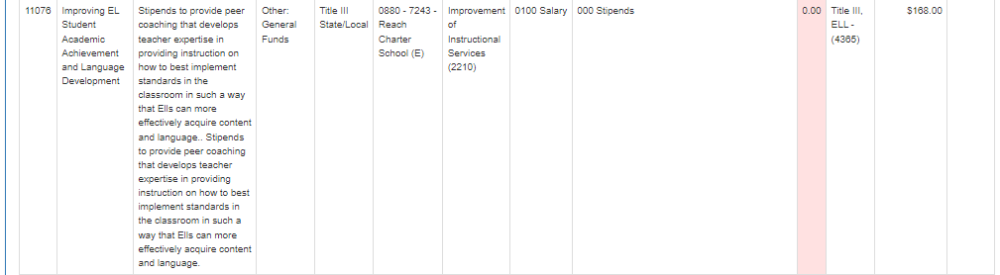 11076 Improving EL Stipends to provide peer Other: Title III 0880 - 7243 - Improvement 0100 Salary 000 Stipends 0.00 Title III, $168.00
Student coaching that develops General State/Local Reach of ELL -
Academic teacher expertise in Funds Charter Instructional (4365)
Achievement providing instruction on School (E) Services
and Language how to best implement (2210)
Development standards in the
classroom in such a way
that Ells can more
effectively acquire content
and language.. Stipends
to provide peer coaching
that develops teacher
expertise in providing
instruction on how to best
implement standards in
the classroom in such a
way that Ells can more
effectively acquire content
and language.